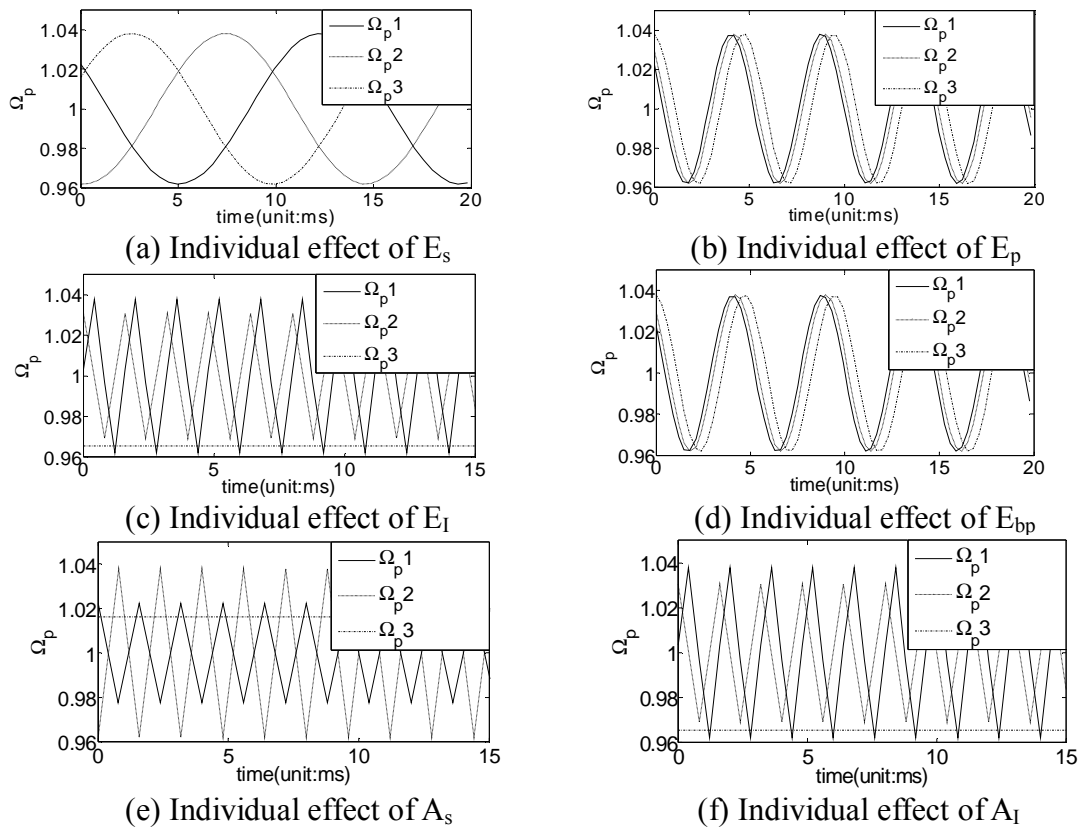 1.04
1.02
1
0.98
0.96
Ω_p
Ω_p1
Ω_p2
Ω_p3
0 5 10 15 20
time(unit:ms)
(a) Individual effect of E_s
1.04
1.02
1
0.98
0.96
Ω_p
Ω_p1
Ω_p2
Ω_p3
0 5 10 15 20
time(unit:ms)
(b) Individual effect of E_p
1.04
1.02
1
0.98
0.96
Ω_p
Ω_p1
Ω_p2
Ω_p3
0 5 10 15
time(unit:ms)
(c) Individual effect of E_I
1.04
1.02
1
0.98
0.96
Ω_p
Ω_p1
Ω_p2
Ω_p3
0 5 10 15 20
time(unit:ms)
(d) Individual effect of E_bp
1.04
1.02
1
0.98
0.96
Ω_p
Ω_p1
Ω_p2
Ω_p3
0 5 10 15
time(unit:ms)
(e) Individual effect of A_s
1.04
1.02
1
0.98
0.96
Ω_p
Ω_p1
Ω_p2
Ω_p3
0 5 10 15
time(unit:ms)
(f) Individual effect of A_I